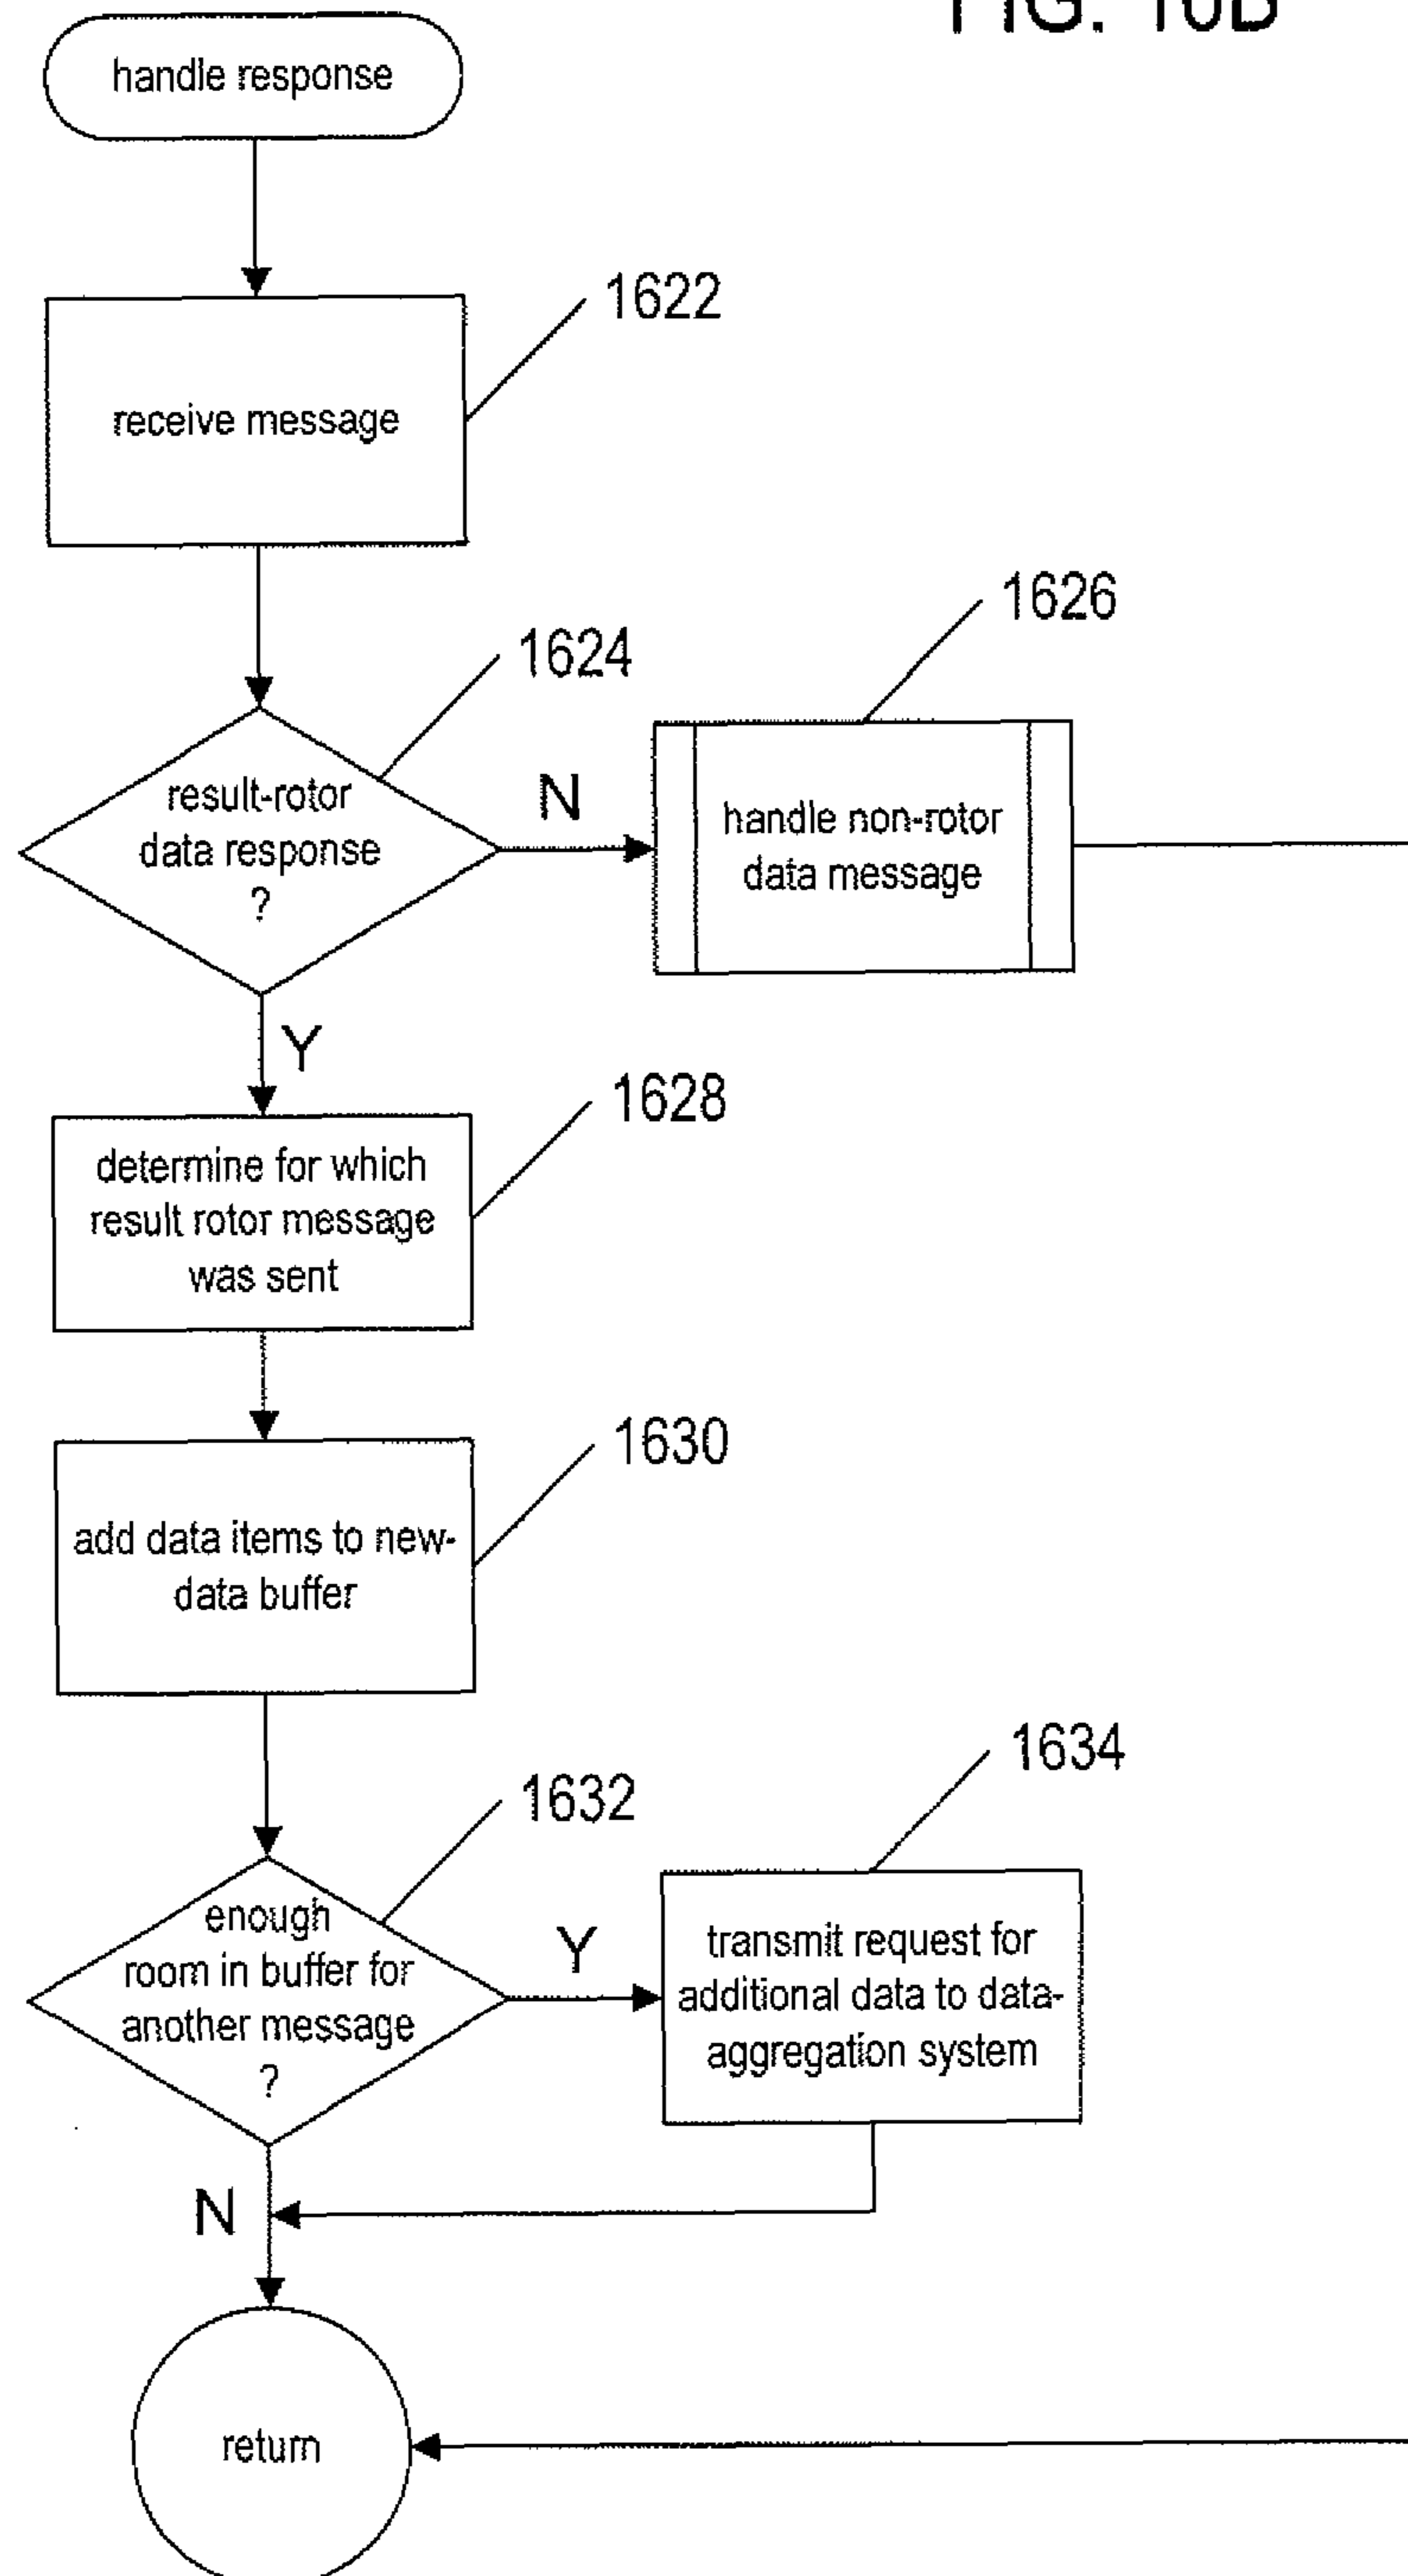 FIG. 16B
handle response
1622
receive message
1626
1624
result-rotor
data response
?
N
handle non-rotor
data message
Y
1628
determine for which
result rotor message
was sent
1630
add data items to new-
data buffer
1634
1632
enough
room in buffer for
another message
?
Y
transmit request for
additional data to data-
aggregation system
N
return